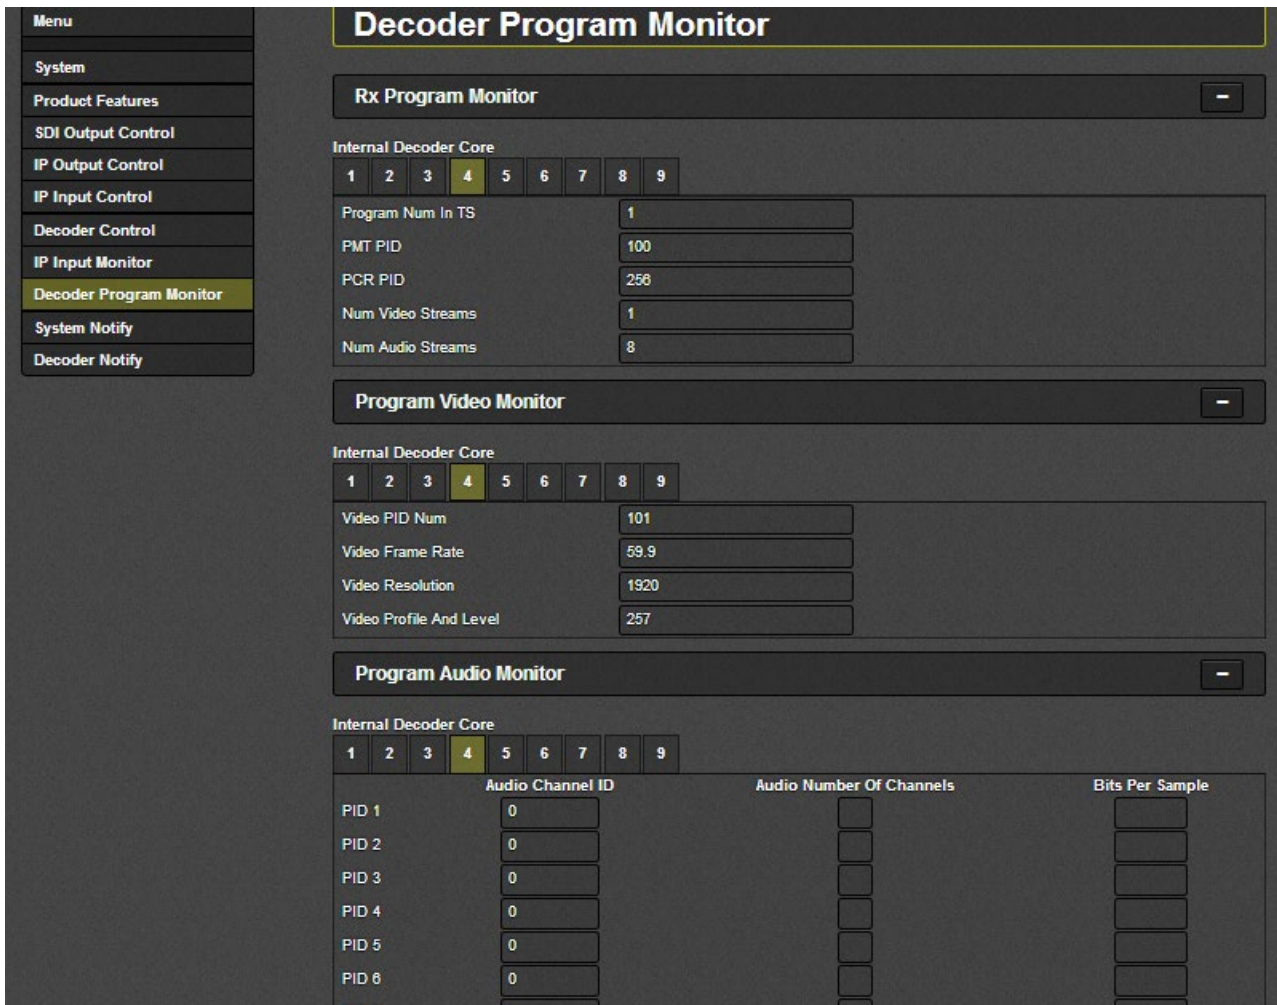 Menu
System
Product Features
SDI Output Control
IP Output Control
IP Input Control
Decoder Control
IP Input Monitor
Decoder Program Monitor
System Notify
Decoder Notify
Decoder Program Monitor
Rx Program Monitor −
Internal Decoder Core
1 2 3 4 5 6 7 8 9
Program Num In TS 1
PMT PID 100
PCR PID 256
Num Video Streams 1
Num Audio Streams 8
Program Video Monitor −
Internal Decoder Core
1 2 3 4 5 6 7 8 9
Video PID Num 101
Video Frame Rate 59.9
Video Resolution 1920
Video Profile And Level 257
Program Audio Monitor −
Internal Decoder Core
1 2 3 4 5 6 7 8 9
Audio Channel ID Audio Number Of Channels Bits Per Sample
PID 1 0
PID 2 0
PID 3 0
PID 4 0
PID 5 0
PID 6 0